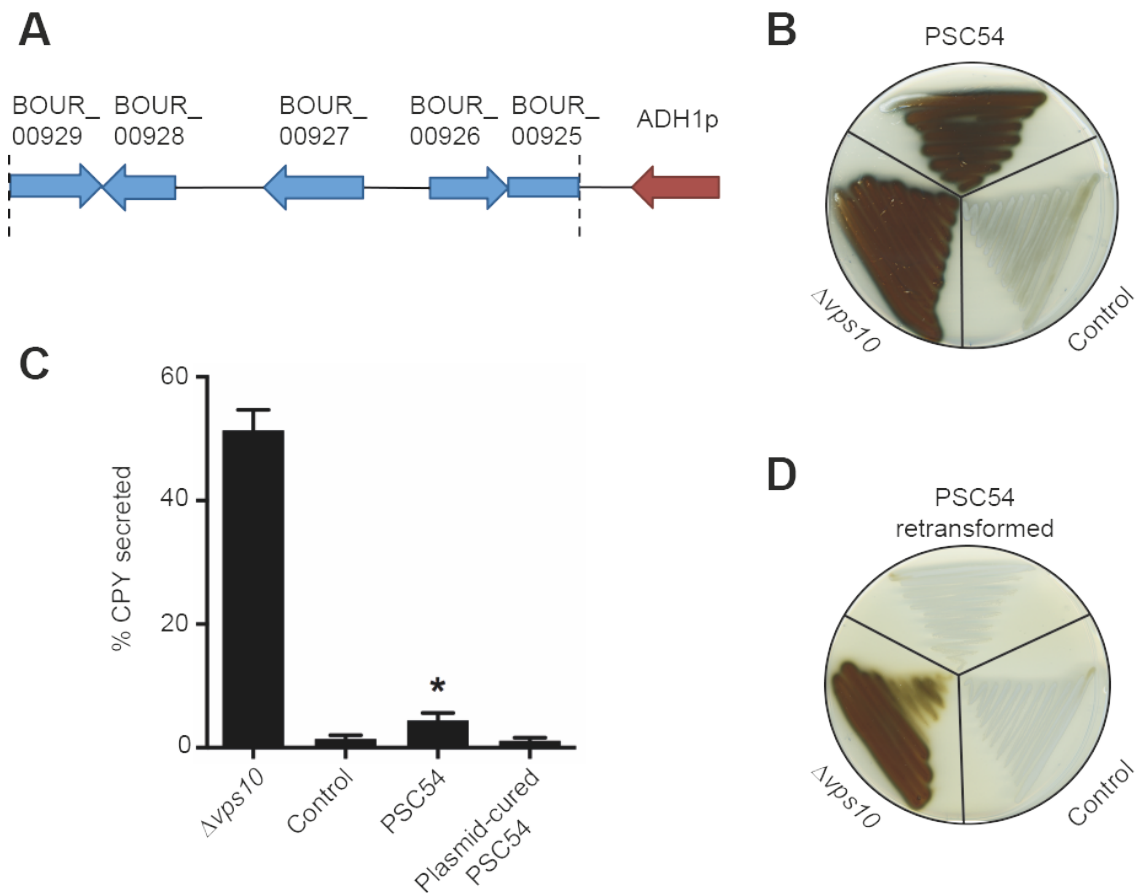 A
BOUR_
00929
BOUR_
00928
BOUR_
00927
BOUR_
00926
BOUR_
00925
ADH1p
B
PSC54
Δvps10
Control
C
% CPY secreted
60
40
20
0
*
Δvps10
Control
PSC54
Plasmid-cured
PSC54
D
PSC54
retransformed
Δvps10
Control